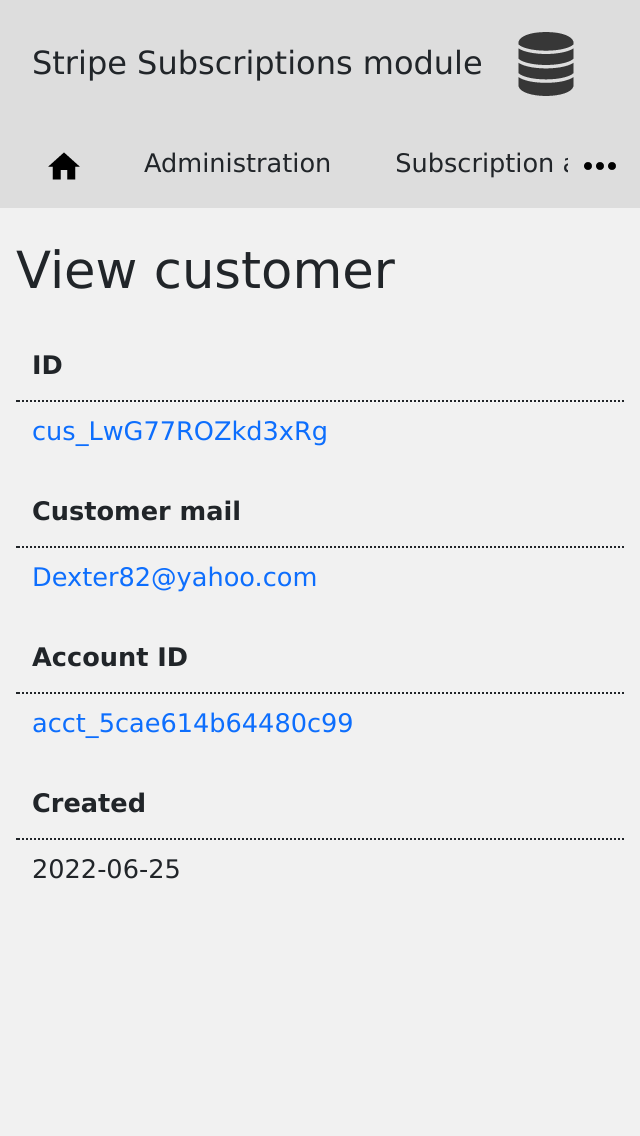 Stripe Subscriptions module
Administration
Subscription
View customer
ID
cus_LwG77ROZkd3xRg
Customer mail
Dexter82@yahoo.com
Account ID
acct_5cae614b64480c99
Created
2022-06-25